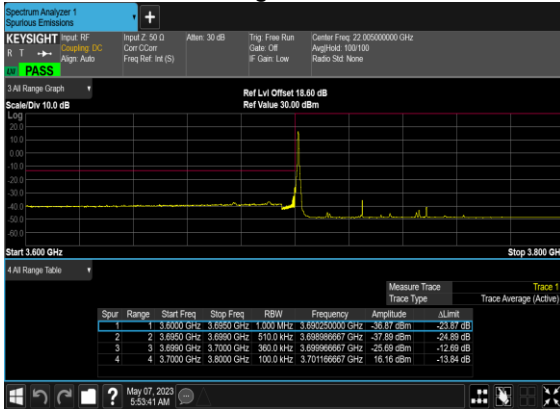 Spectrum Analyzer 1
Spurious Emissions
+
KEYSIGHT Input: RF Input Z: 50 Ω Atten: 30 dB Trig: Free Run Center Freq: 22.005000000 GHz
R T Coupling: DC Corr CCorr Gate: Off Avg|Hold: 100/100
Align: Auto Freq Ref: Int (S) IF Gain: Low Radio Std: None
PASS
3 All Range Graph
Ref Lvl Offset 18.60 dB
Scale/Div 10.0 dB Ref Value 30.00 dBm
Log
20.0
10.0
0.00
-10.0
-20.0
-30.0
-40.0
-50.0
-60.0
Start 3.600 GHz Stop 3.800 GH
4 All Range Table
Measure Trace Trace 1
Trace Type Trace Average (Active)
Spur Range Start Freq Stop Freq RBW Frequency Amplitude ΔLimit
1 1 3.6000 GHz 3.6950 GHz 1.000 MHz 3.690250000 GHz -36.87 dBm -23.87 dB
2 2 3.6950 GHz 3.6990 GHz 510.0 kHz 3.698986667 GHz -37.89 dBm -24.89 dB
3 3 3.6990 GHz 3.7000 GHz 360.0 kHz 3.699966667 GHz -25.69 dBm -12.69 dB
4 4 3.7000 GHz 3.8000 GHz 100.0 kHz 3.701166667 GHz 16.16 dBm -13.84 dB
?
May 07, 2023
5:53:41 AM